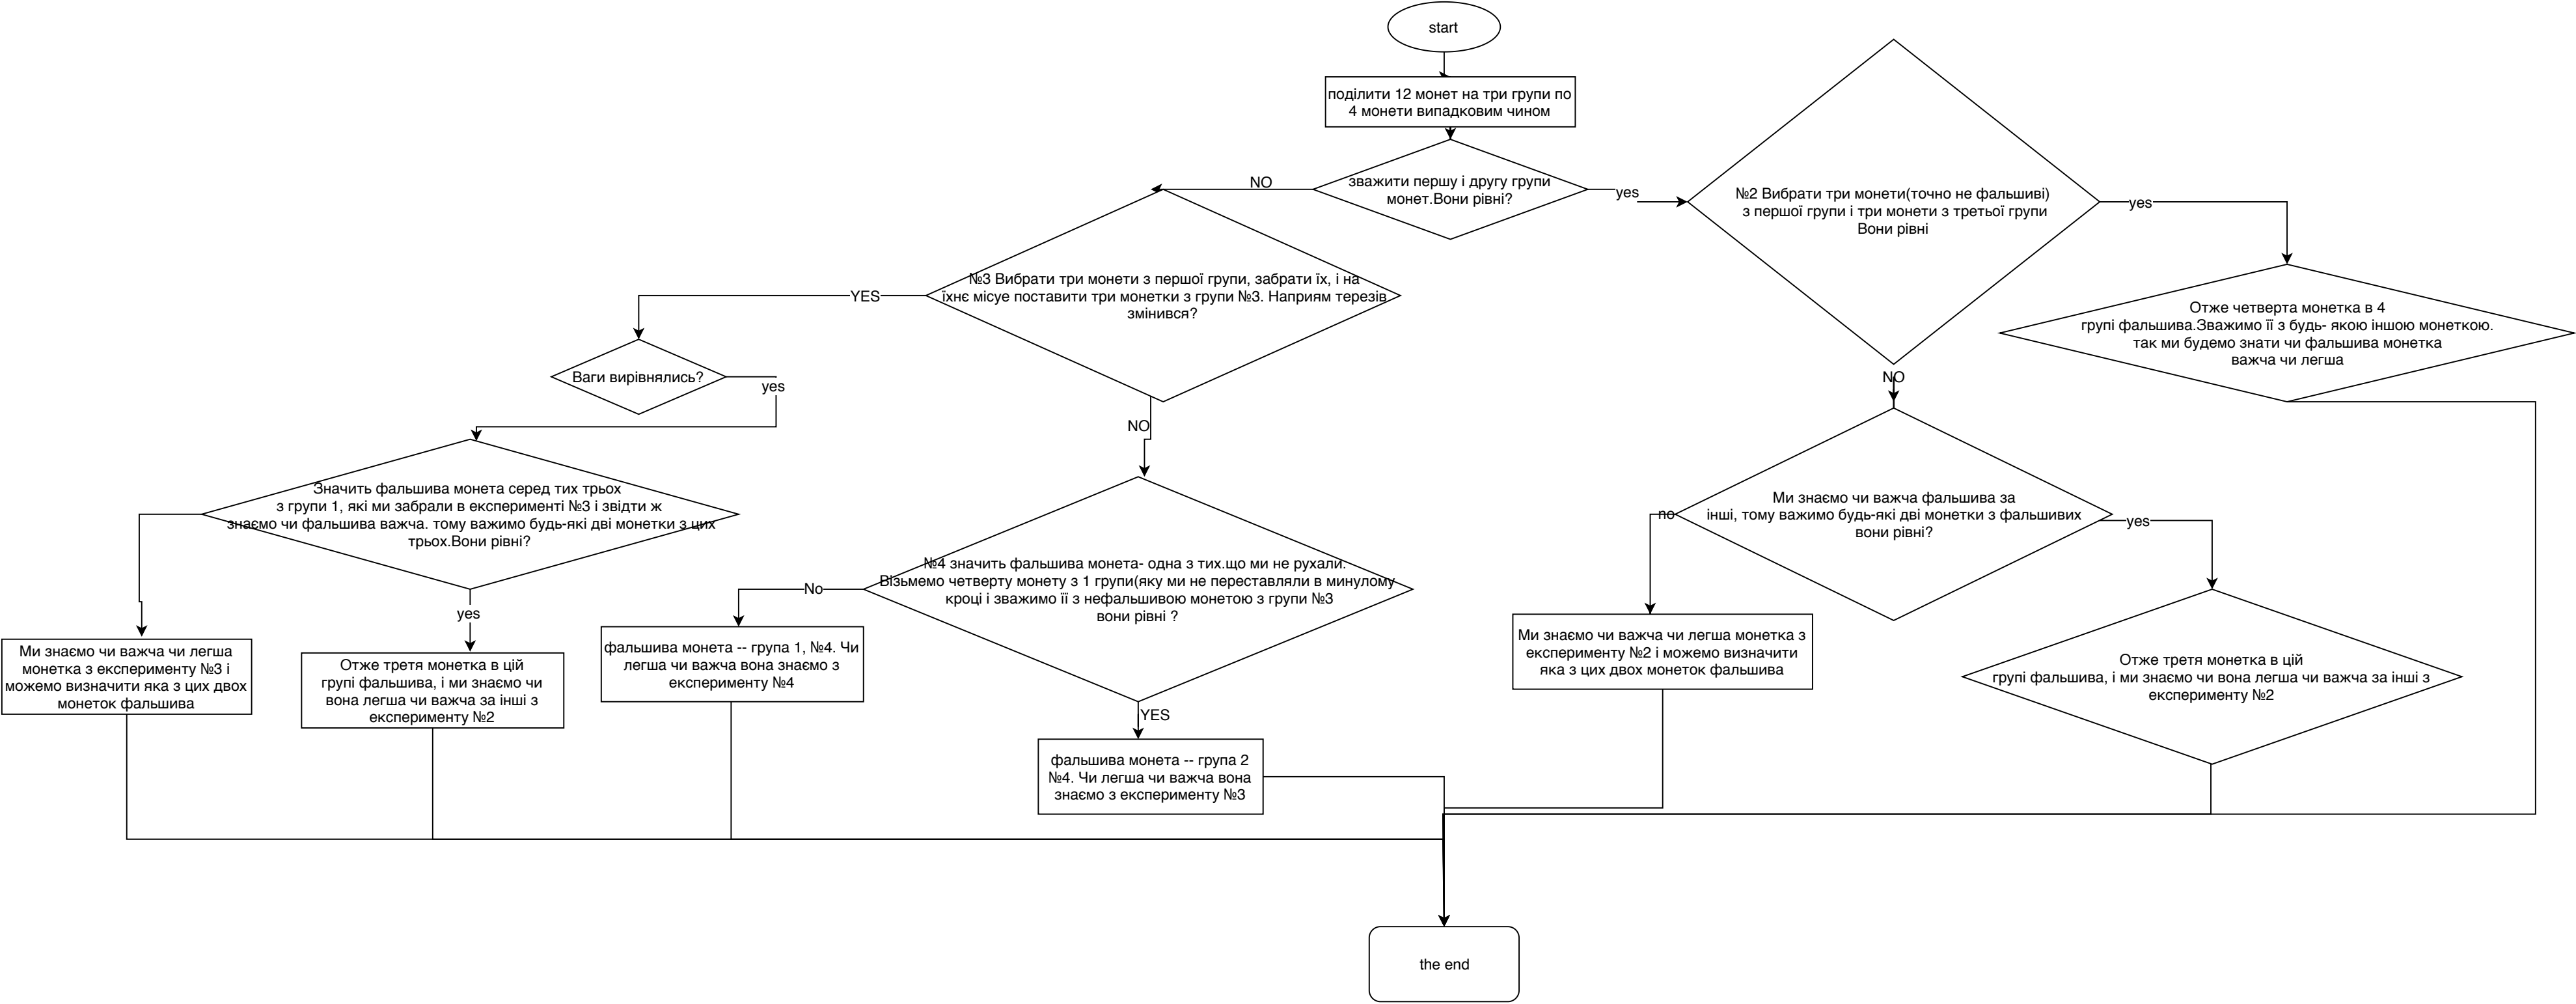 start
поділити 12 монет на три групи по
4 монети випадковим чином
зважити першу і другу групи
монет.Вони рівні?
NO
yes
№2 Вибрати три монети(точно не фальшиві)
з першої групи і три монети з третьої групи
Вони рівні
yes
№3 Вибрати три монети з першої групи, забрати їх, і на
їхнє місуе поставити три монетки з групи №3. Наприям терезів
змінився?
YES
Отже четверта монетка в 4
групі фальшива.Зважимо її з будь- якою іншою монеткою.
так ми будемо знати чи фальшива монетка
важча чи легша
Ваги вирівнялись?
yes
NO
NO
Значить фальшива монета серед тих трьох
з групи 1, які ми забрали в експерименті №3 і звідти ж
знаємо чи фальшива важча. тому важимо будь-які дві монетки з цих
трьох.Вони рівні?
yes
Ми знаємо чи важча фальшива за
інші, тому важимо будь-які дві монетки з фальшивих
вони рівні?
no
yes
№4 значить фальшива монета- одна з тих.що ми не рухали.
Візьмемо четверту монету з 1 групи(яку ми не переставляли в минулому
кроці і зважимо її з нефальшивою монетою з групи №3
вони рівні ?
No
YES
Ми знаємо чи важча чи легша
монетка з експерименту №3 і
можемо визначити яка з цих двох
монеток фальшива
Отже третя монетка в цій
групі фальшива, і ми знаємо чи
вона легша чи важча за інші з
експерименту №2
фальшива монета -- група 1, №4. Чи
легша чи важча вона знаємо з
експерименту №4
фальшива монета -- група 2
№4. Чи легша чи важча вона
знаємо з експерименту №3
Ми знаємо чи важча чи легша монетка з
експерименту №2 і можемо визначити
яка з цих двох монеток фальшива
Отже третя монетка в цій
групі фальшива, і ми знаємо чи вона легша чи важча за інші з
експерименту №2
the end